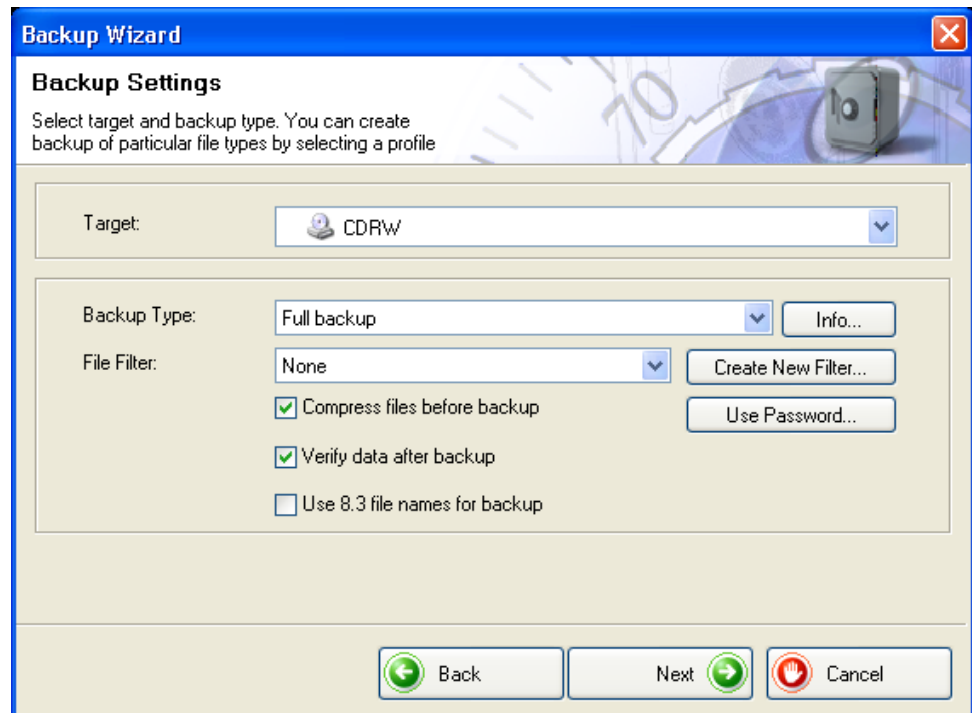 Backup Wizard
Backup Settings
Select target and backup type. You can create
backup of particular file types by selecting a profile
70
Target:
CDRW
Backup Type:
Full backup
Info...
File Filter:
None
Create New Filter...
Compress files before backup
Use Password...
Verify data after backup
Use 8.3 file names for backup
Back
Next
Cancel